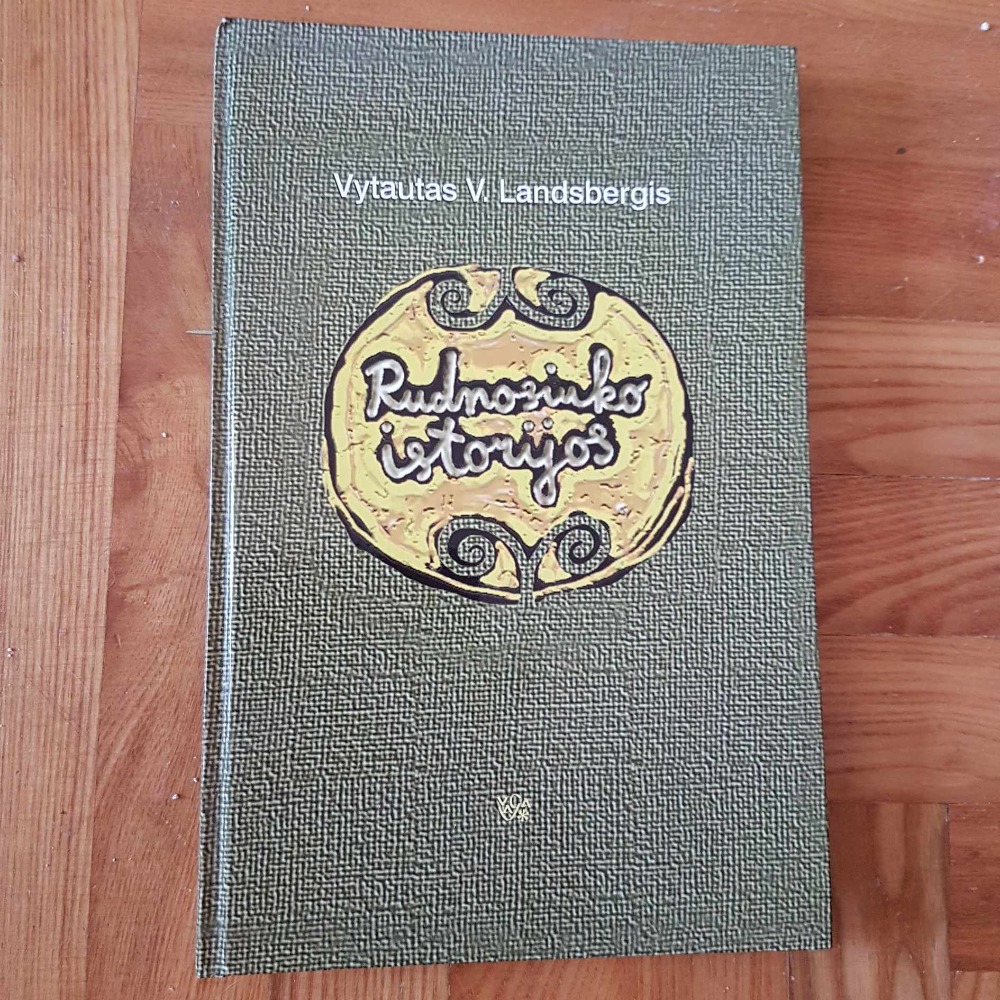 Vytautas V. Landsbergis
Rudnosiuko
istorijos